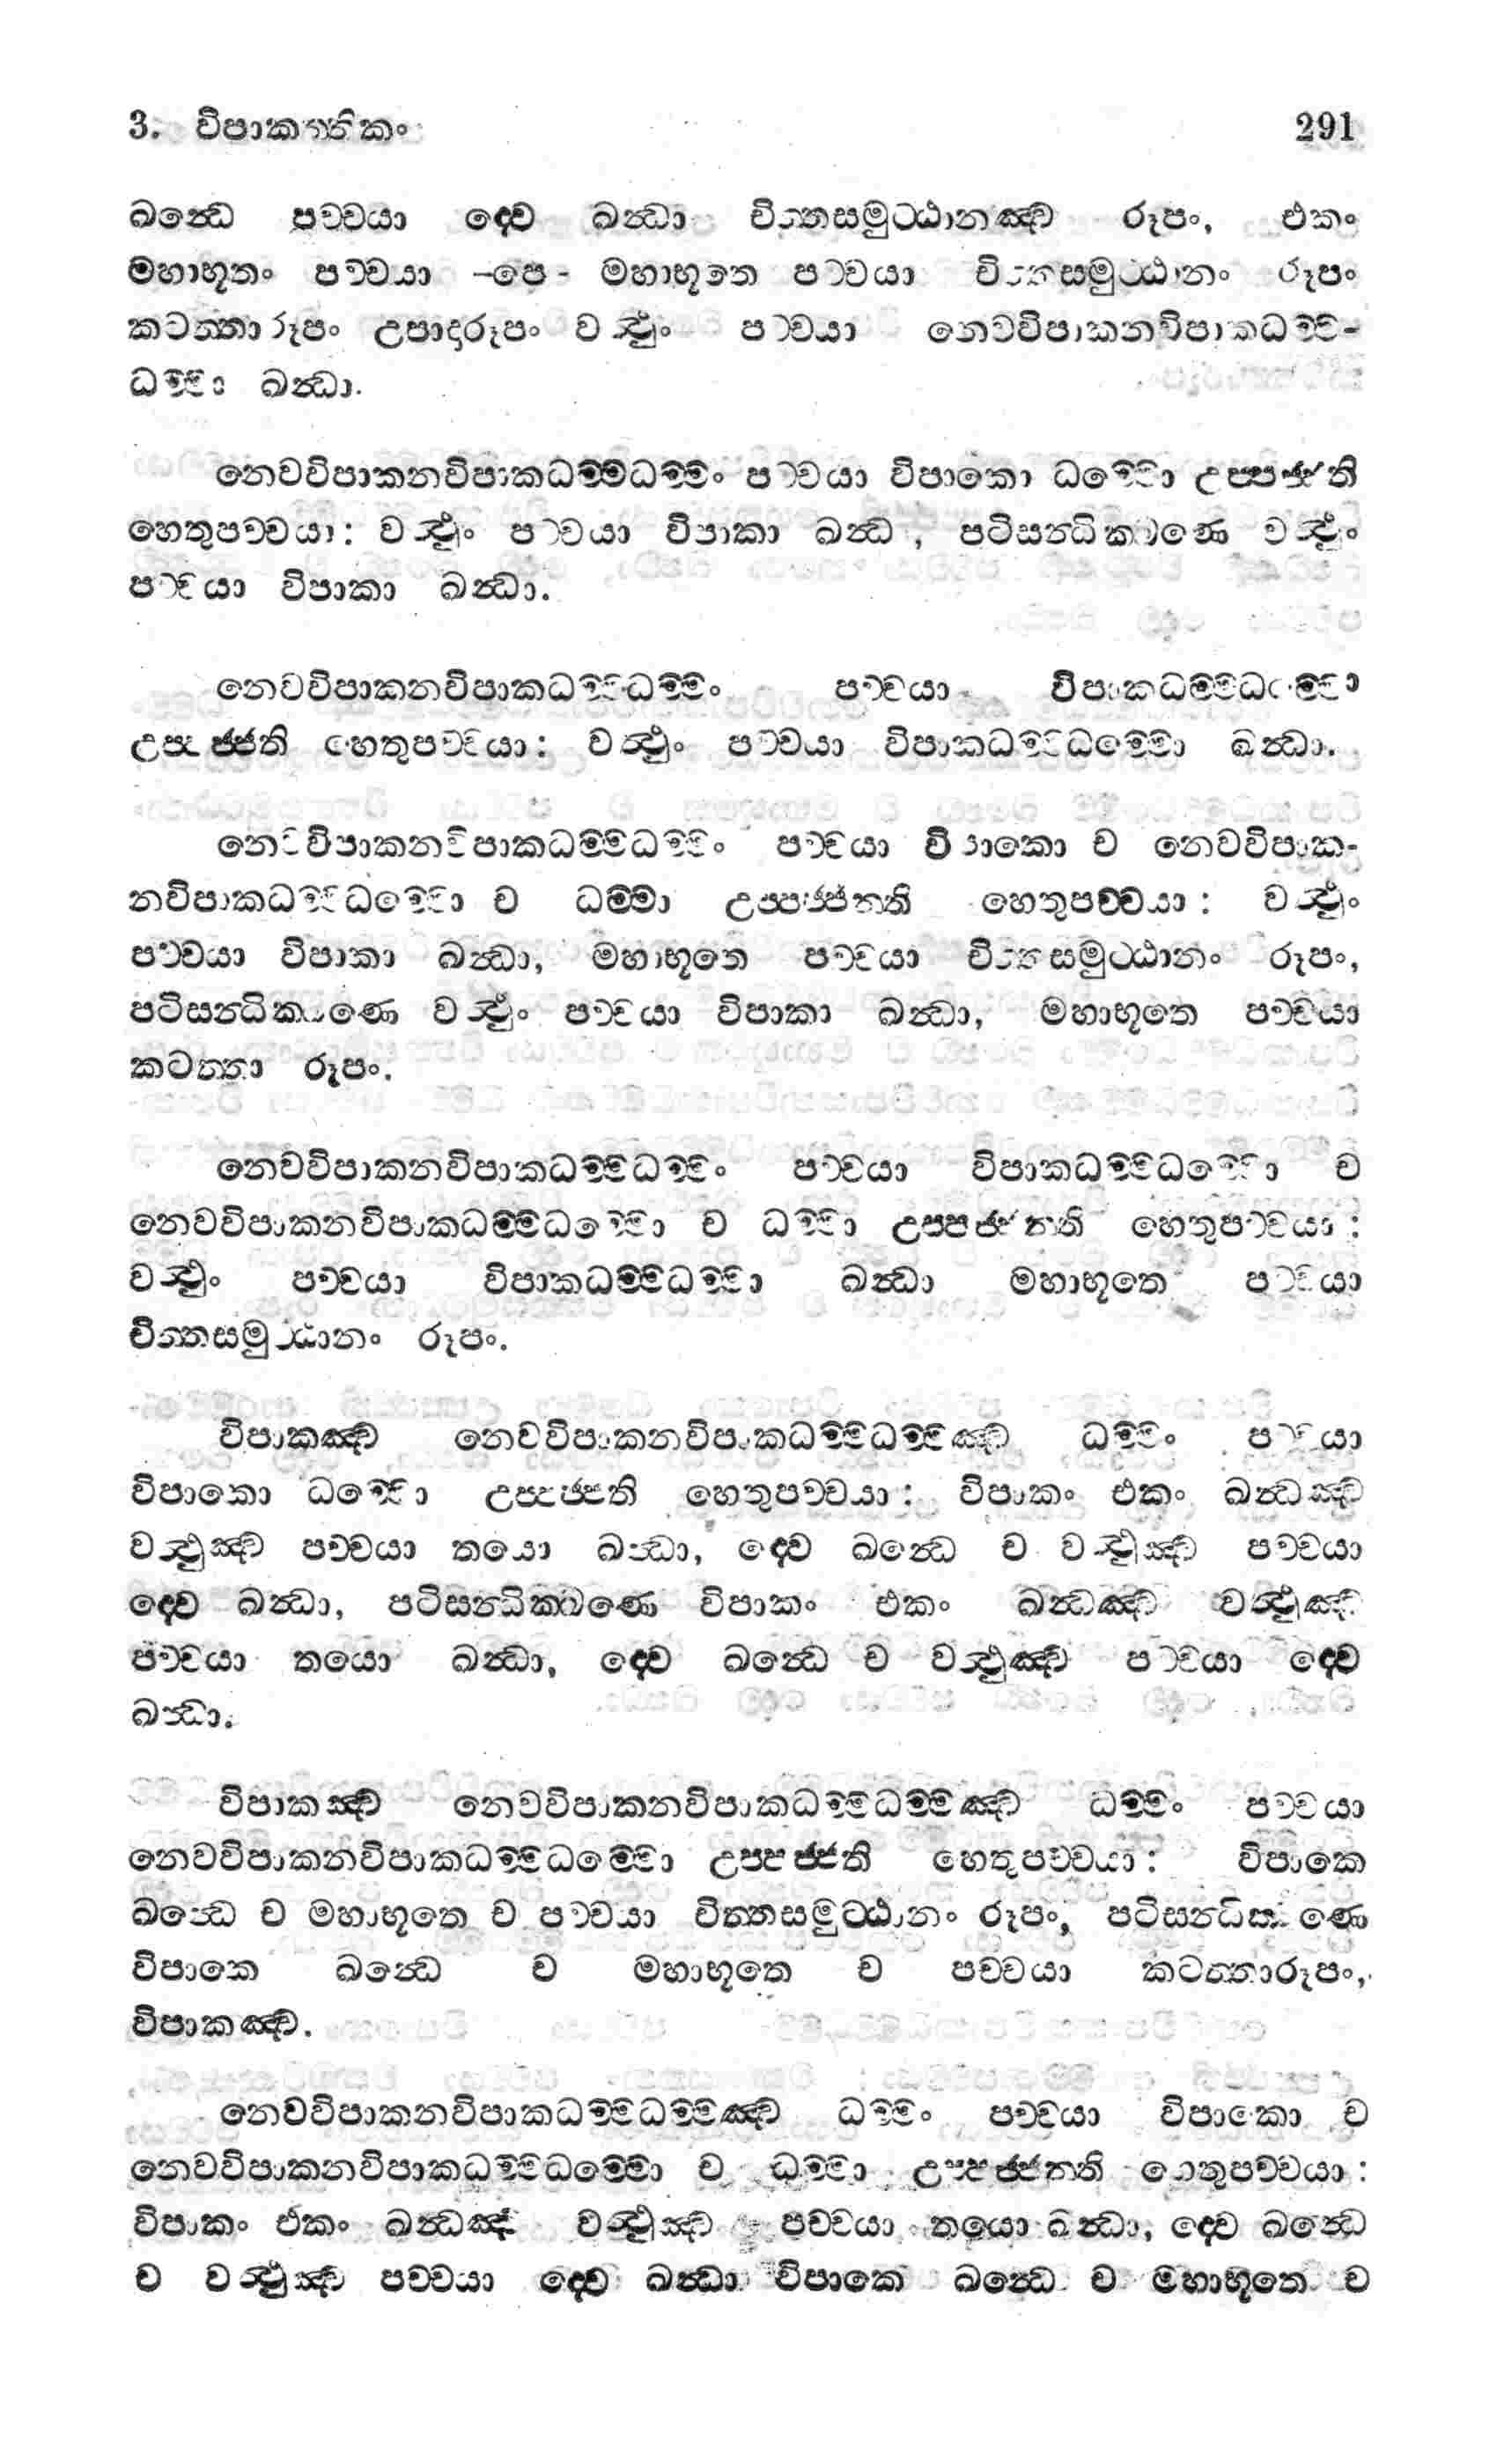 3. විපාකත්තිකං 291
ඛන්ධෙ පච්චයා ද්වෙ ඛන්ධා චිත්තසමුට්ඨානඤ්ච රූපං, එකං
මහාභූතං පච්චයා -පෙ- මහාභූතෙ පච්චයා චිත්තසමුට්ඨානං රූපං
කටත්තාරූපං උපාදාරූපං වත්ථුං පච්චයා නෙවවිපාකනවිපාකධම්ම-
ධම්මා ඛන්ධා.
නෙවවිපාකනවිපාකධම්මධම්මං පච්චයා විපාකො ධම්මො උප්පජ්ජති
හෙතුපච්චයා: වත්ථුං පච්චයා විපාකා ඛන්ධා, පටිසන්ධික්ඛණෙ වත්ථුං
පච්චයා විපාකා ඛන්ධා.
නෙවවිපාකනවිපාකධම්මධම්මං පච්චයා විපාකධම්මධම්මො
උප්පජ්ජති හෙතුපච්චයා: වත්ථුං පච්චයා විපාකධම්මධම්මො ඛන්ධා.
නෙවවිපාකනවිපාකධම්මධම්මං පච්චයා විපාකො ච නෙවවිපාක-
නවිපාකධම්මධම්මො ච ධම්මා උප්පජ්ජන්ති හෙතුපච්චයා: වත්ථුං
පච්චයා විපාකා ඛන්ධා, මහාභූතෙ පච්චයා චිත්තසමුට්ඨානං රූපං,
පටිසන්ධික්ඛණෙ වත්ථුං පච්චයා විපාකා ඛන්ධා, මහාභූතෙ පච්චයා
කටත්තා රූපං.
නෙවවිපාකනවිපාකධම්මධම්මං පච්චයා විපාකධම්මධම්මො ච
නෙවවිපාකනවිපාකධම්මධම්මො ච ධම්මා උප්පජ්ජන්ති හෙතුපච්චයා:
වත්ථුං පච්චයා විපාකධම්මධම්මා ඛන්ධා මහාභූතෙ පච්චයා
චිත්තසමුට්ඨානං රූපං.
විපාකඤ්ච නෙවවිපාකනවිපාකධම්මධම්මඤ්ච ධම්මං පච්චයා
විපාකො ධම්මො උප්පජ්ජති හෙතුපච්චයා: විපාකං එකං ඛන්ධඤ්ච
වත්ථුඤ්ච පච්චයා තයො ඛන්ධා, ද්වෙ ඛන්ධෙ ච වත්ථුඤ්ච පච්චයා
ද්වෙ ඛන්ධා, පටිසන්ධික්ඛණෙ විපාකං එකං ඛන්ධඤ්ච වත්ථුඤ්ච
පච්චයා තයො ඛන්ධා, ද්වෙ ඛන්ධෙ ච වත්ථුඤ්ච පච්චයා ද්වෙ
ඛන්ධා.
විපාකඤ්ච නෙවවිපාකනවිපාකධම්මධම්මඤ්ච ධම්මං පච්චයා
නෙවවිපාකනවිපාකධම්මධම්මො උප්පජ්ජති හෙතුපච්චයා: විපාකෙ
ඛන්ධෙ ච මහාභූතෙ ච පච්චයා චිත්තසමුට්ඨානං රූපං, පටිසන්ධික්ඛණෙ
විපාකෙ ඛන්ධෙ ච මහාභූතෙ ච පච්චයා කටත්තාරූපං,
විපාකඤ්ච.
නෙවවිපාකනවිපාකධම්මධම්මඤ්ච ධම්මං පච්චයා විපාකො ච
නෙවවිපාකනවිපාකධම්මධම්මො ච ධම්මා උප්පජ්ජන්ති හෙතුපච්චයා:
විපාකං එකං ඛන්ධඤ්ච වත්ථුඤ්ච පච්චයා තයො ඛන්ධා, ද්වෙ ඛන්ධෙ
ච වත්ථුඤ්ච පච්චයා ද්වෙ ඛන්ධා විපාකෙ ඛන්ධෙ ච මහාභූතෙ ච